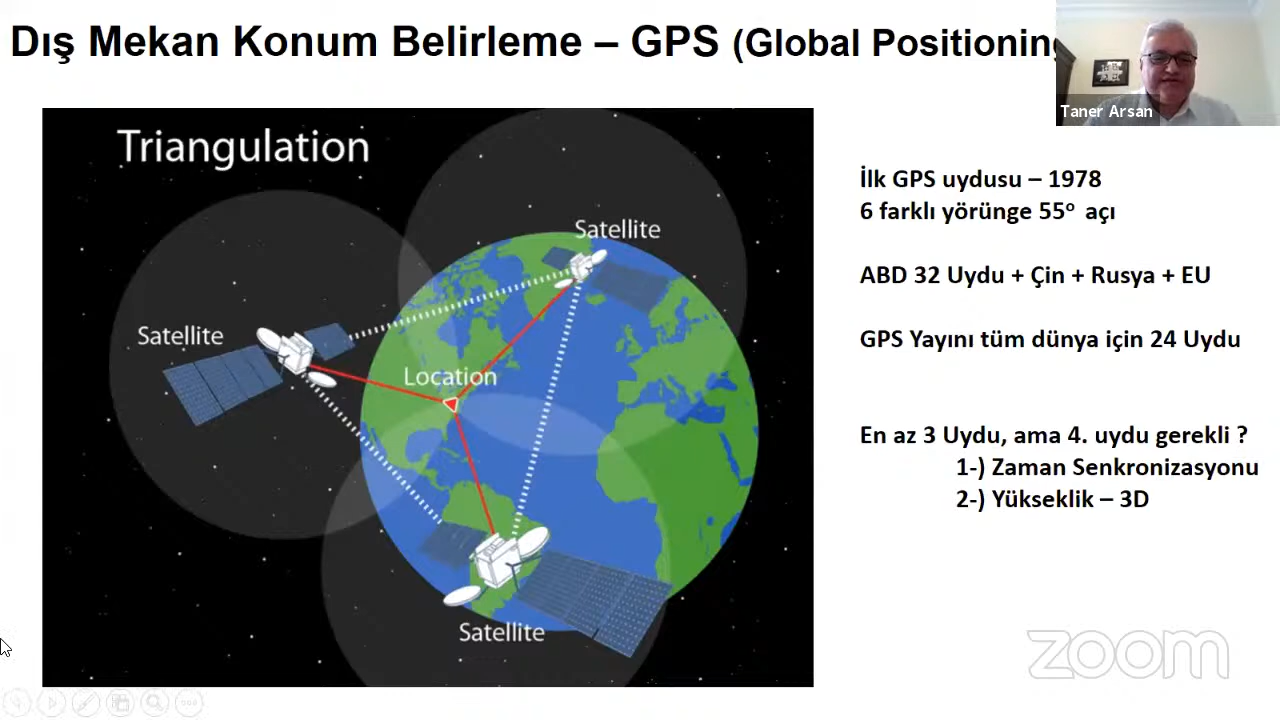 Dış Mekan Konum Belirleme – GPS (Global Positioning
Taner Arsan
Triangulation
Satellite
Satellite
Location
Satellite
İlk GPS uydusu – 1978
6 farklı yörünge 55° açı
ABD 32 Uydu + Çin + Rusya + EU
GPS Yayını tüm dünya için 24 Uydu
En az 3 Uydu, ama 4. uydu gerekli ?
1-) Zaman Senkronizasyonu
2-) Yükseklik – 3D
zoom